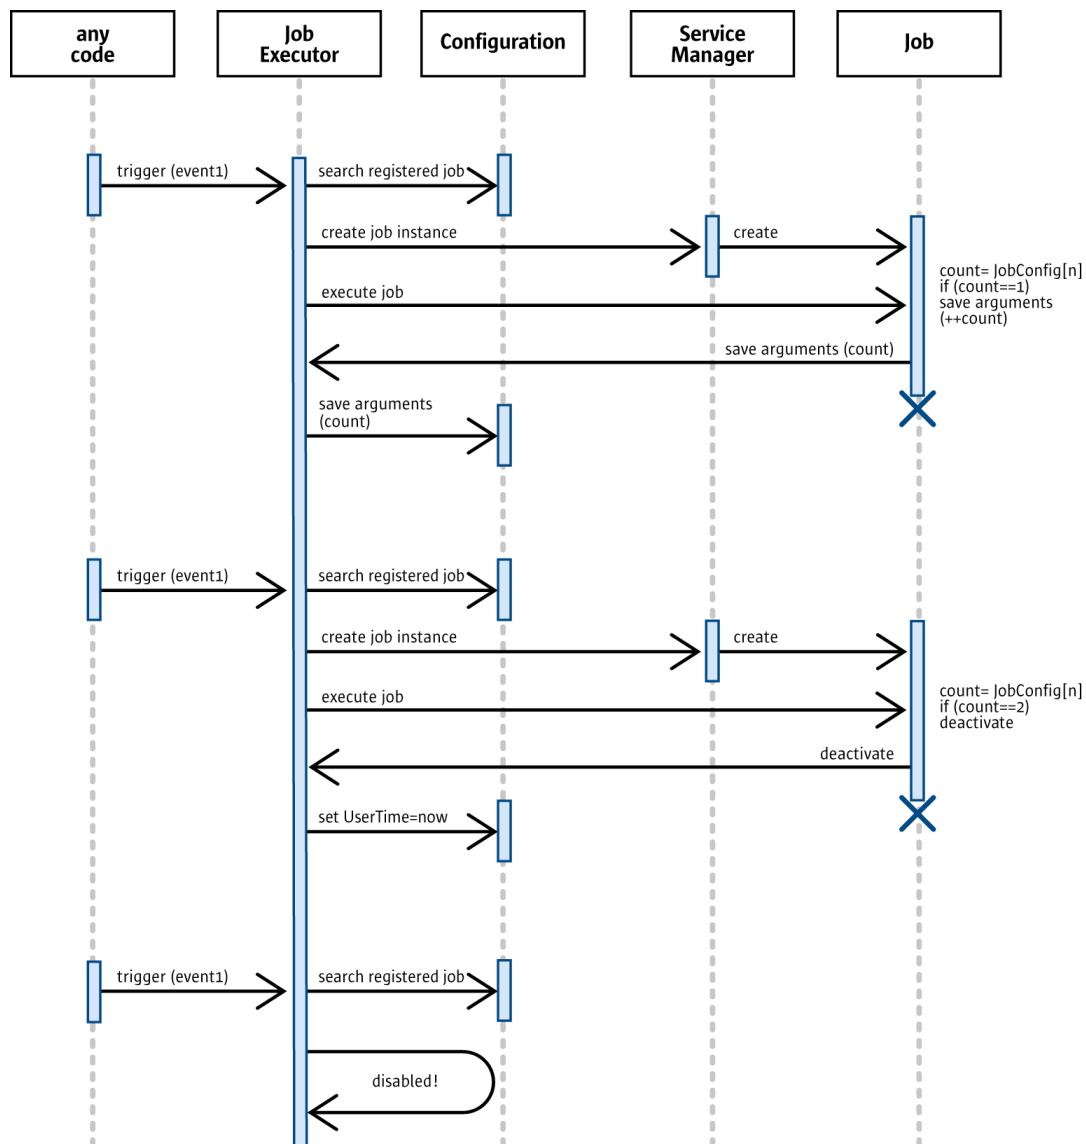 any
code
Job
Executor
Configuration
Service
Manager
Job
trigger (event1)
search registered job
create job instance
create
count= JobConfig[n]
if (count==1)
save arguments
(++count)
execute job
save arguments (count)
save arguments
(count)
trigger (event1)
search registered job
create job instance
create
count= JobConfig[n]
if (count==2)
deactivate
execute job
deactivate
set UserTime=now
trigger (event1)
search registered job
disabled!